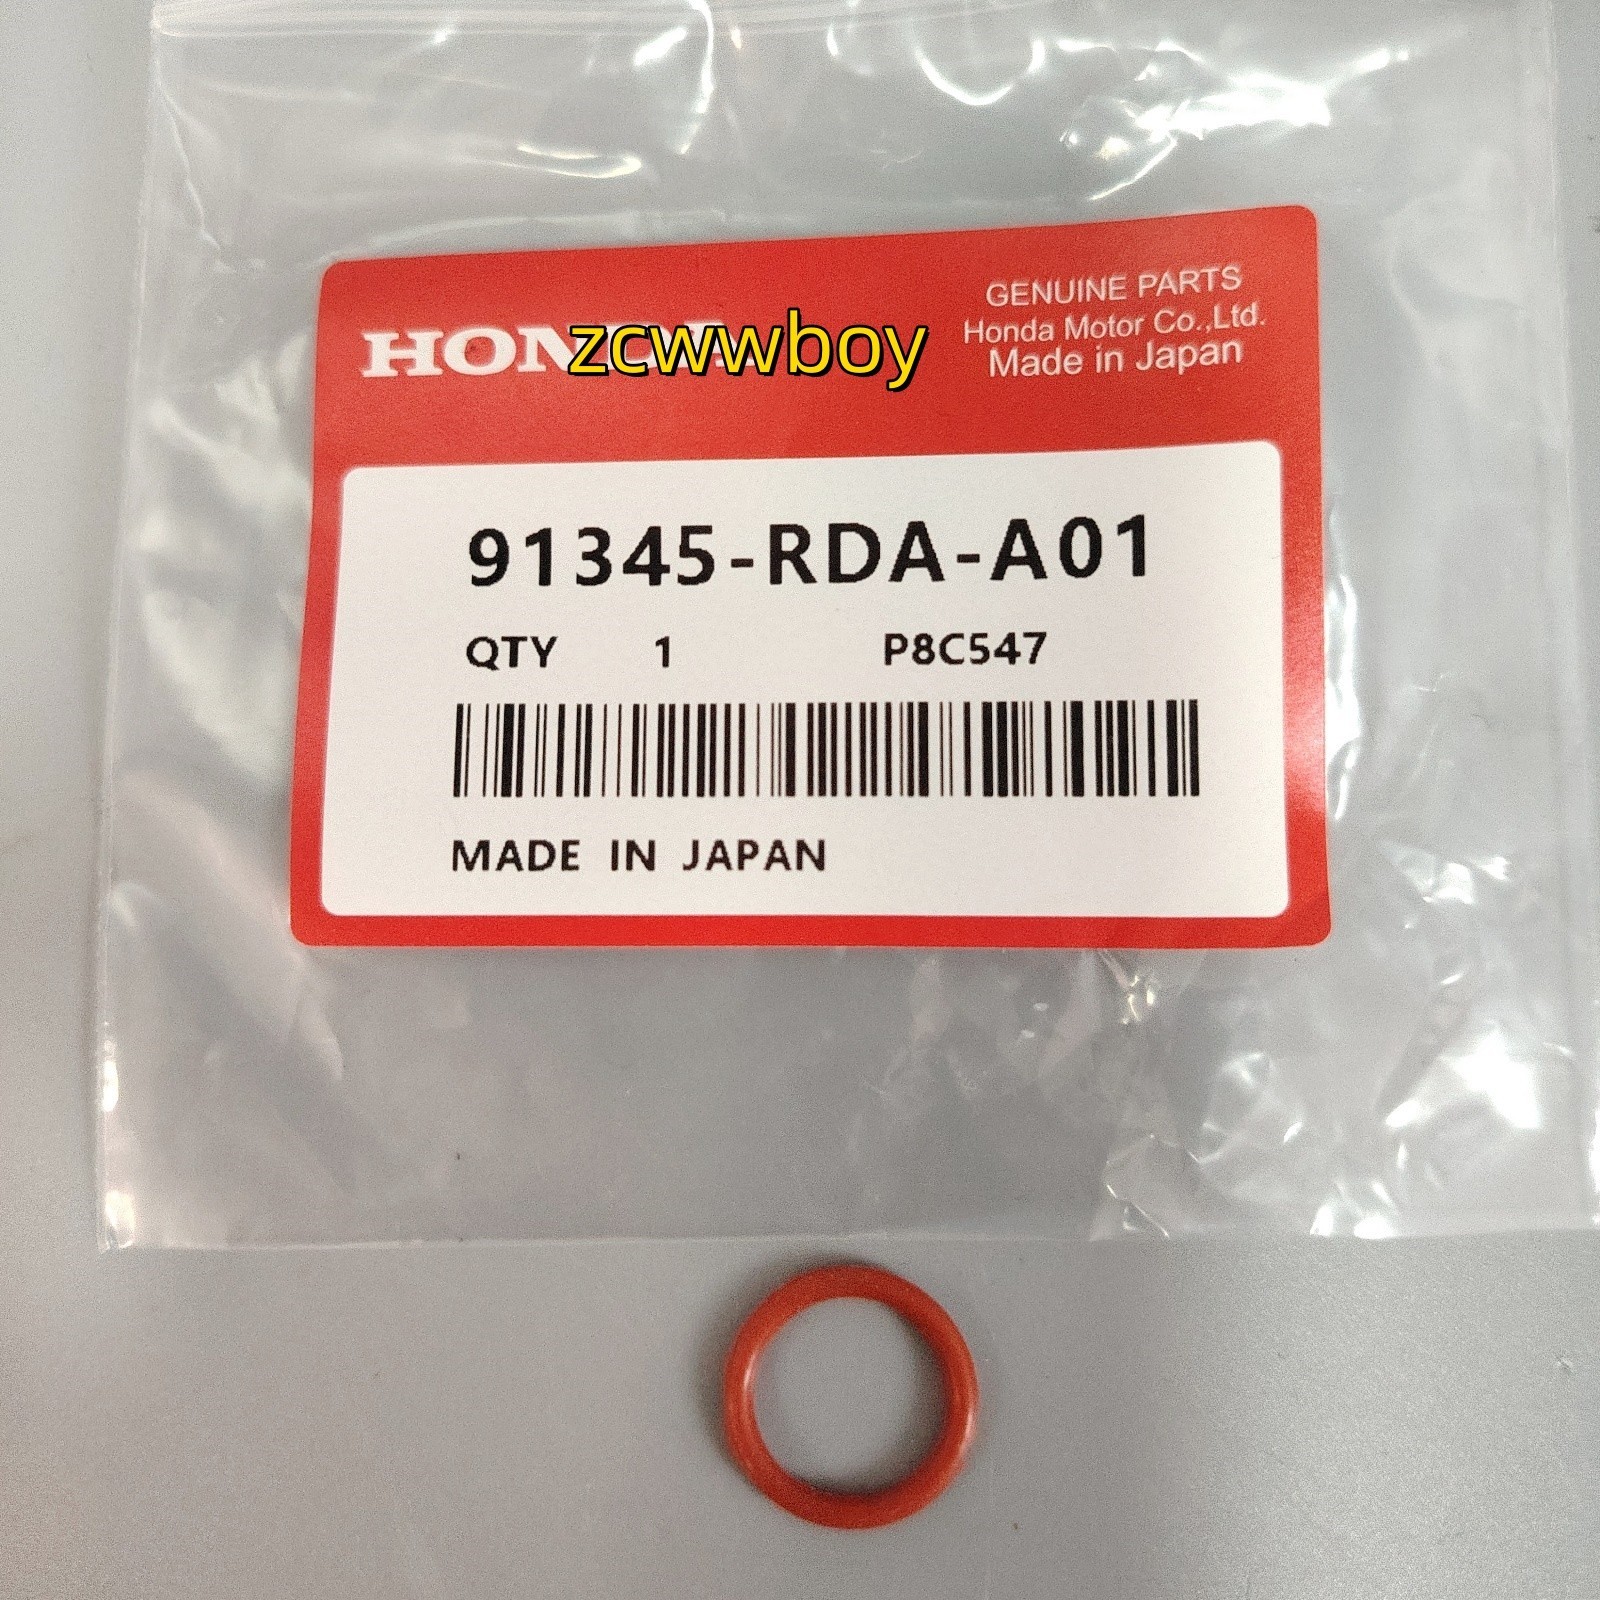 HONDA
zcwwboy
GENUINE PARTS
Honda Motor Co.,Ltd.
Made in Japan
91345-RDA-A01
QTY 1 P8C547
MADE IN JAPAN